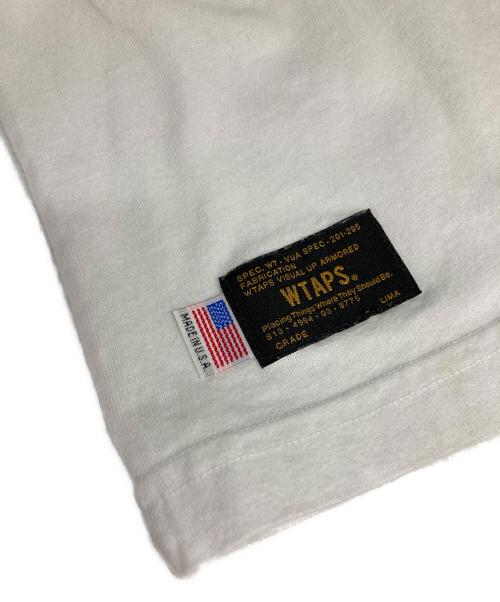 SPEC. WT - VUA SPEC - 201-205
FABRICATION
WTAPS VISUAL UP ARMORED
WTAPS®
Placing Things Where They Should Be.
813 - 4994 - 03 - 8775 LIMA
GRADE
MADE IN U.S.A.